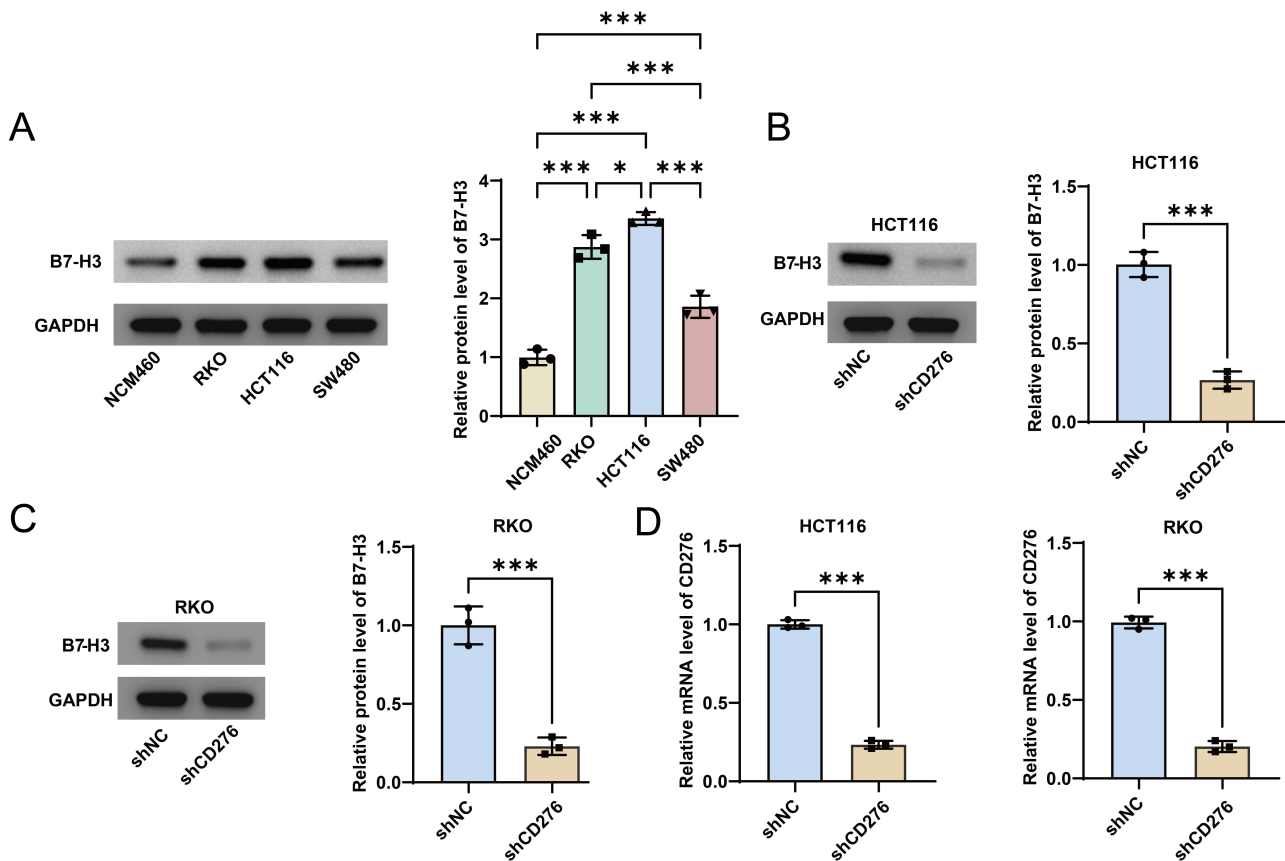 A
B7-H3
GAPDH
NCM460
RKO
HCT116
SW480
***
***
***
*** * ***
Relative protein level of B7-H3
4
3
2
1
0
NCM460
RKO
HCT116
SW480
B
HCT116
B7-H3
GAPDH
shNC
shCD276
HCT116
***
Relative protein level of B7-H3
1.5
1.0
0.5
0.0
shNC
shCD276
C
RKO
B7-H3
GAPDH
shNC
shCD276
RKO
***
Relative protein level of B7-H3
1.5
1.0
0.5
0.0
shNC
shCD276
D
HCT116
***
Relative mRNA level of CD276
1.5
1.0
0.5
0.0
shNC
shCD276
RKO
***
Relative mRNA level of CD276
1.5
1.0
0.5
0.0
shNC
shCD276